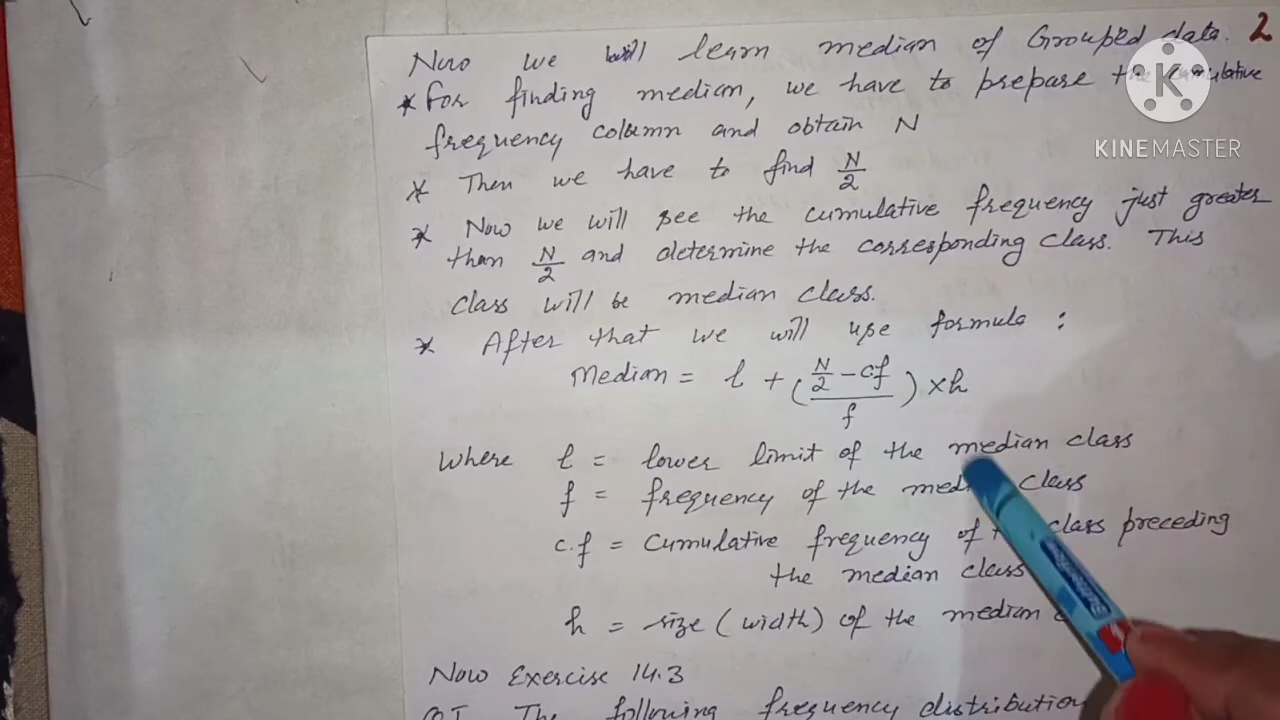 Now we will learn median of Grouped data. 2
* For finding median, we have to prepare the cumulative
frequency column and obtain N
* Then we have to find N/2
* Now we will see the cumulative frequency just greater
than N/2 and determine the corresponding class. This
class will be median class.
* After that we will use formula :
Median = l + (N/2 - cf / f) × h
Where l = lower limit of the median class
f = frequency of the class
c.f = cumulative frequency of class preceding
the median class
h = size (width) of the median
Now Exercise 14.3
Q1 The following frequency distribution
KINEMASTER